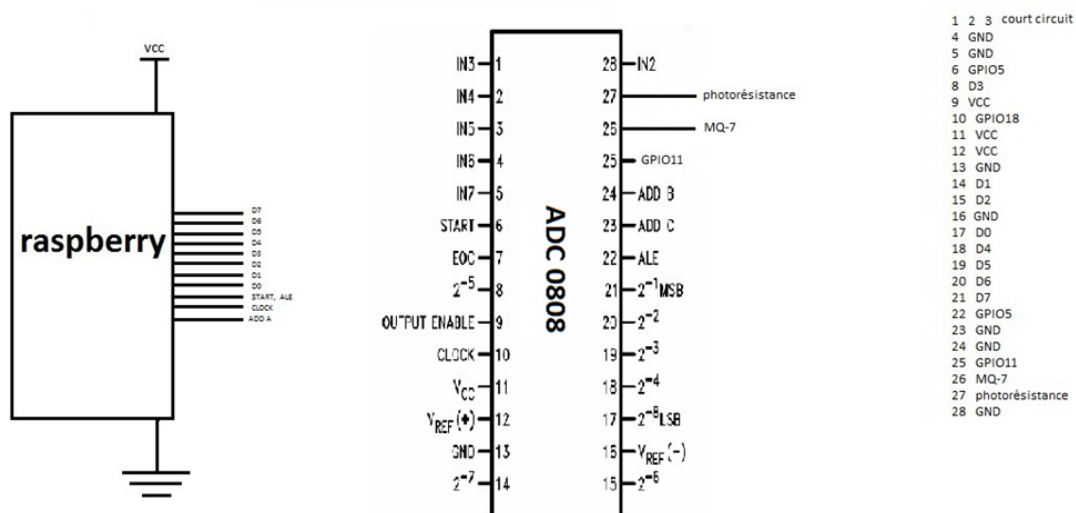 vcc
raspberry
D7
D6
D5
D4
D3
D2
D1
D0
START, ALE
CLOCK
ADD A
ADC 0808
IN3 1
IN4 2
IN5 3
IN6 4
IN7 5
START 6
EOC 7
2⁻⁵ 8
OUTPUT ENABLE 9
CLOCK 10
VCC 11
VREF(+) 12
GND 13
2⁻⁷ 14
28 IN2
27 photorésistance
26 MQ-7
25 GPIO11
24 ADD B
23 ADD C
22 ALE
21 2⁻¹MSB
20 2⁻²
19 2⁻³
18 2⁻⁴
17 2⁻⁸LSB
16 VREF(-)
15 2⁻⁶
1 2 3 court circuit
4 GND
5 GND
6 GPIO5
8 D3
9 VCC
10 GPIO18
11 VCC
12 VCC
13 GND
14 D1
15 D2
16 GND
17 D0
18 D4
19 D5
20 D6
21 D7
22 GPIO5
23 GND
24 GND
25 GPIO11
26 MQ-7
27 photorésistance
28 GND